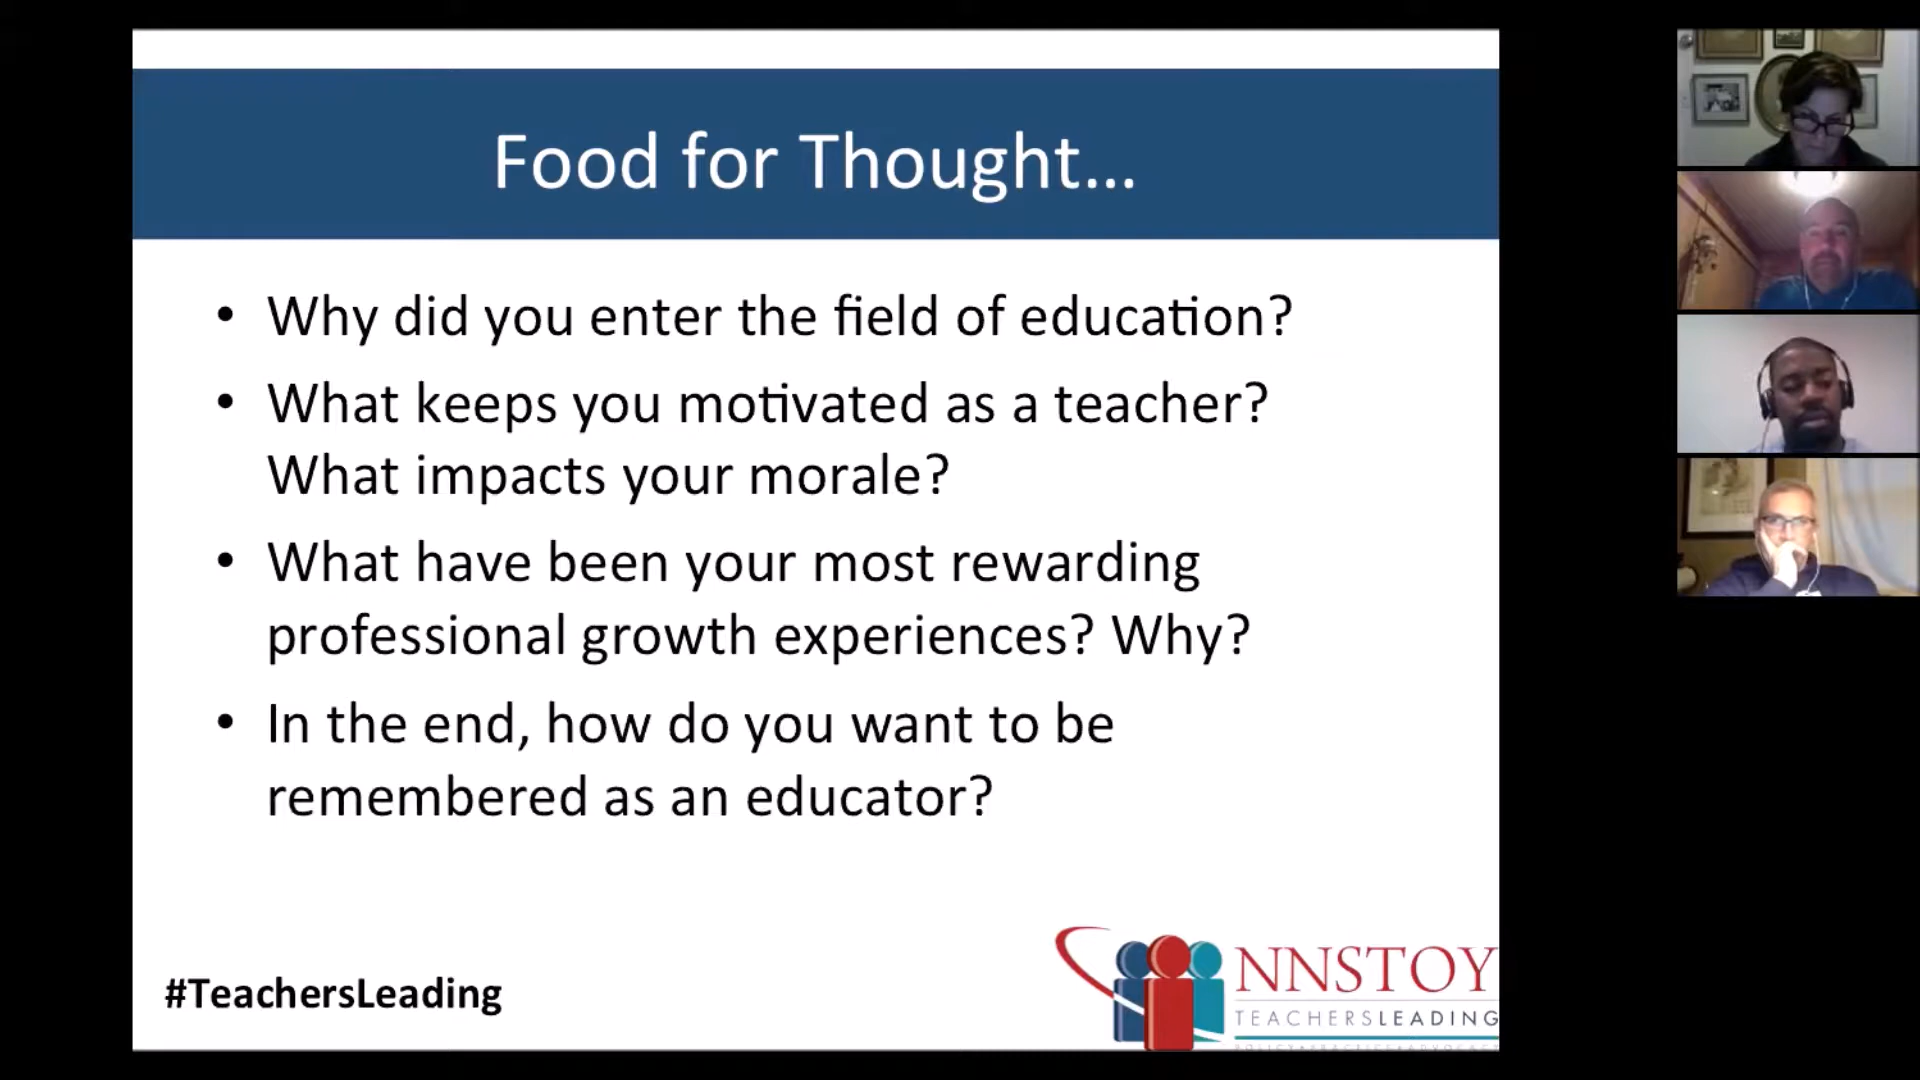 Food for Thought...
• Why did you enter the field of education?
• What keeps you motivated as a teacher?
What impacts your morale?
• What have been your most rewarding
professional growth experiences? Why?
• In the end, how do you want to be
remembered as an educator?
#TeachersLeading
NNSTOY
TEACHERSLEADING